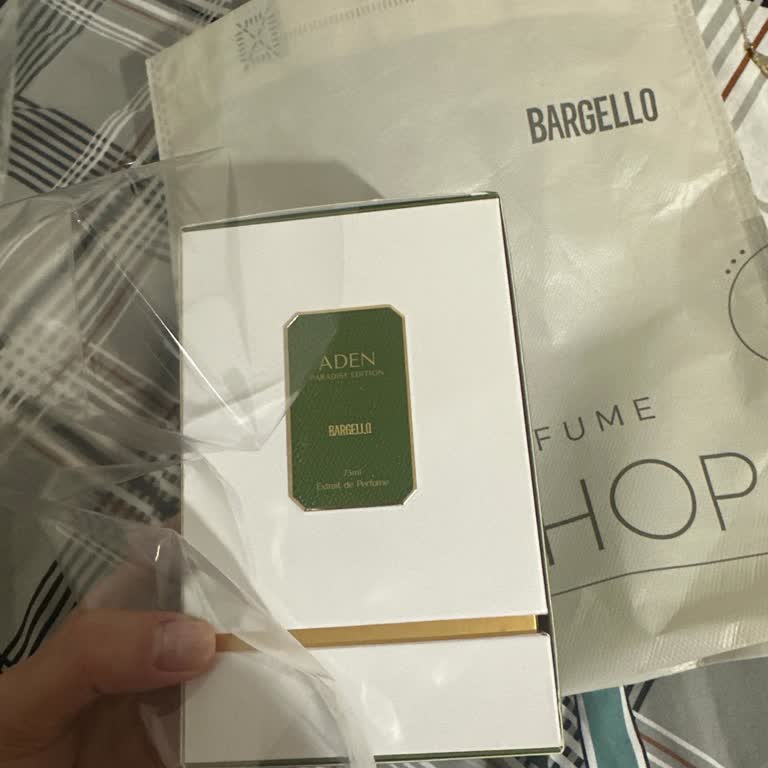 BARGELLO
ADEN
PARADISE EDITION
BARGELLO
75ml
Extrait de Parfume
FUME
HOP